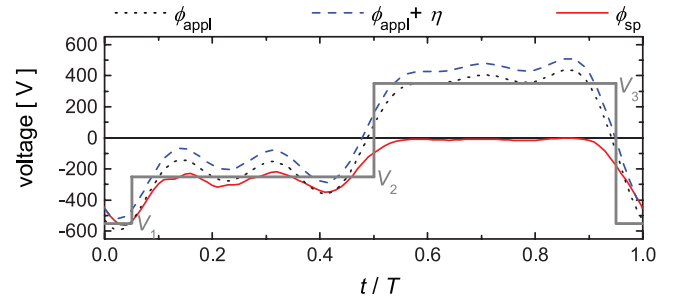 ϕappl ϕappl + η ϕsp
600
400
200
0
-200
-400
-600
voltage [ V ]
V1
V2
V3
0.0 0.2 0.4 0.6 0.8 1.0
t / T